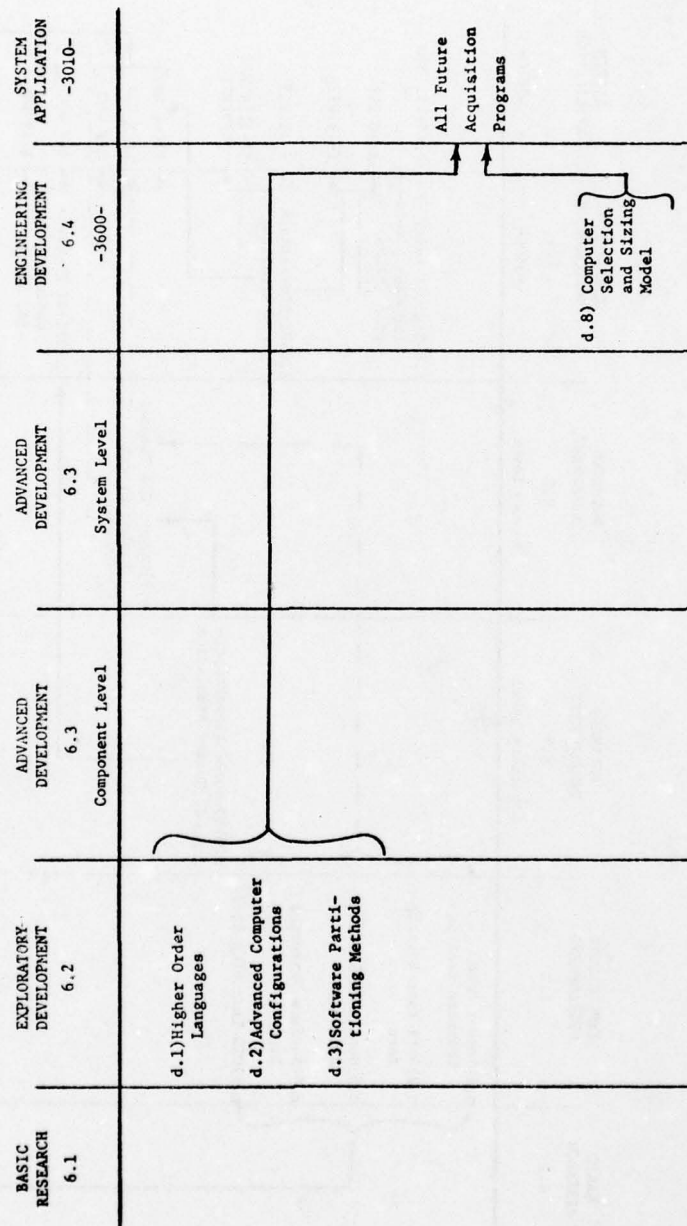 BASIC
RESEARCH
6.1
EXPLORATORY
DEVELOPMENT
6.2
ADVANCED
DEVELOPMENT
6.3
Component Level
ADVANCED
DEVELOPMENT
6.3
System Level
ENGINEERING
DEVELOPMENT
6.4
-3600-
SYSTEM
APPLICATION
-3010-
d.1)Higher Order
Languages
d.2)Advanced Computer
Configurations
d.3)Software Parti-
tioning Methods
All Future
Acquisition
Programs
d.8) Computer
Selection
and Sizing
Model